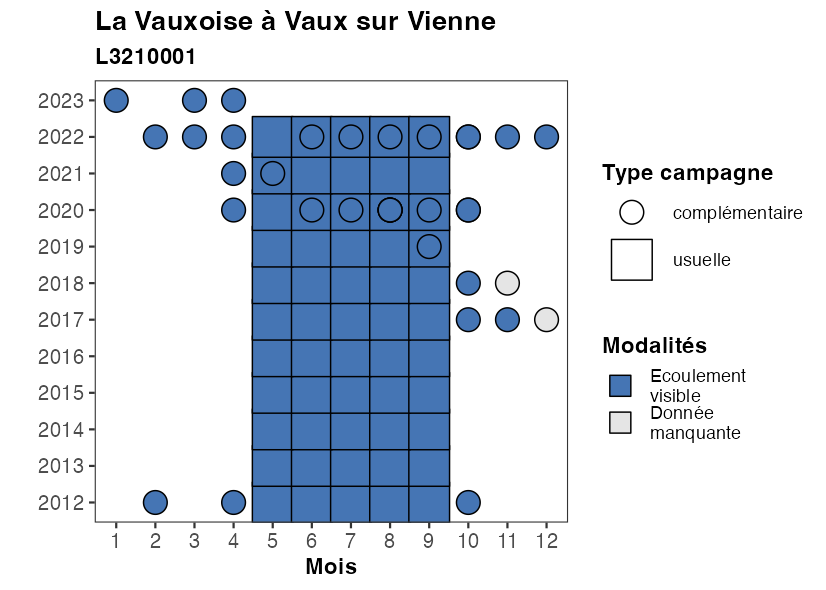 La Vauxoise à Vaux sur Vienne
L3210001
2023
2022
2021
2020
2019
2018
2017
2016
2015
2014
2013
2012
1 2 3 4 5 6 7 8 9 10 11 12
Mois
Type campagne
complémentaire
usuelle
Modalités
Ecoulement
visible
Donnée
manquante